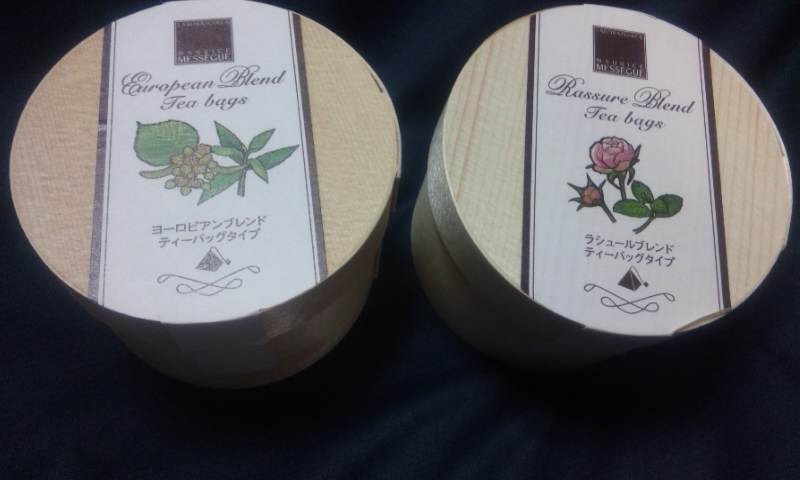 MAURICE
MESSEGUE
European Blend
Tea bags
ヨーロピアンブレンド
ティーバッグタイプ
MAURICE
MESSEGUE
Rassure Blend
Tea bags
ラシュールブレンド
ティーバッグタイプ